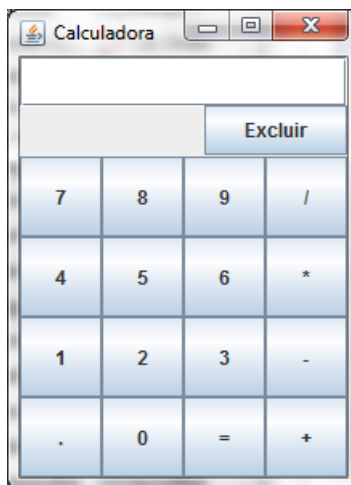 Calculadora
Excluir
7 8 9 /
4 5 6 *
1 2 3 -
. 0 = +